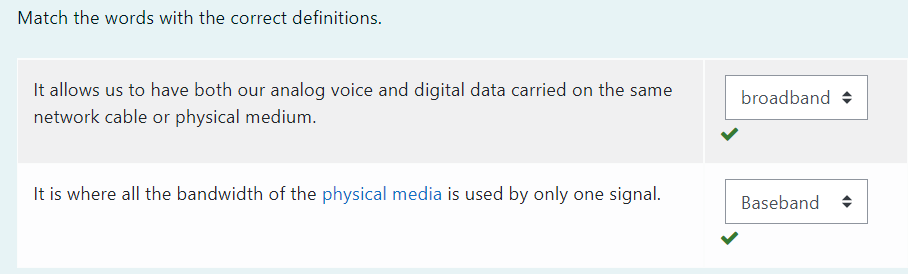 Match the words with the correct definitions.
It allows us to have both our analog voice and digital data carried on the same
network cable or physical medium.
broadband
It is where all the bandwidth of the physical media is used by only one signal.
Baseband